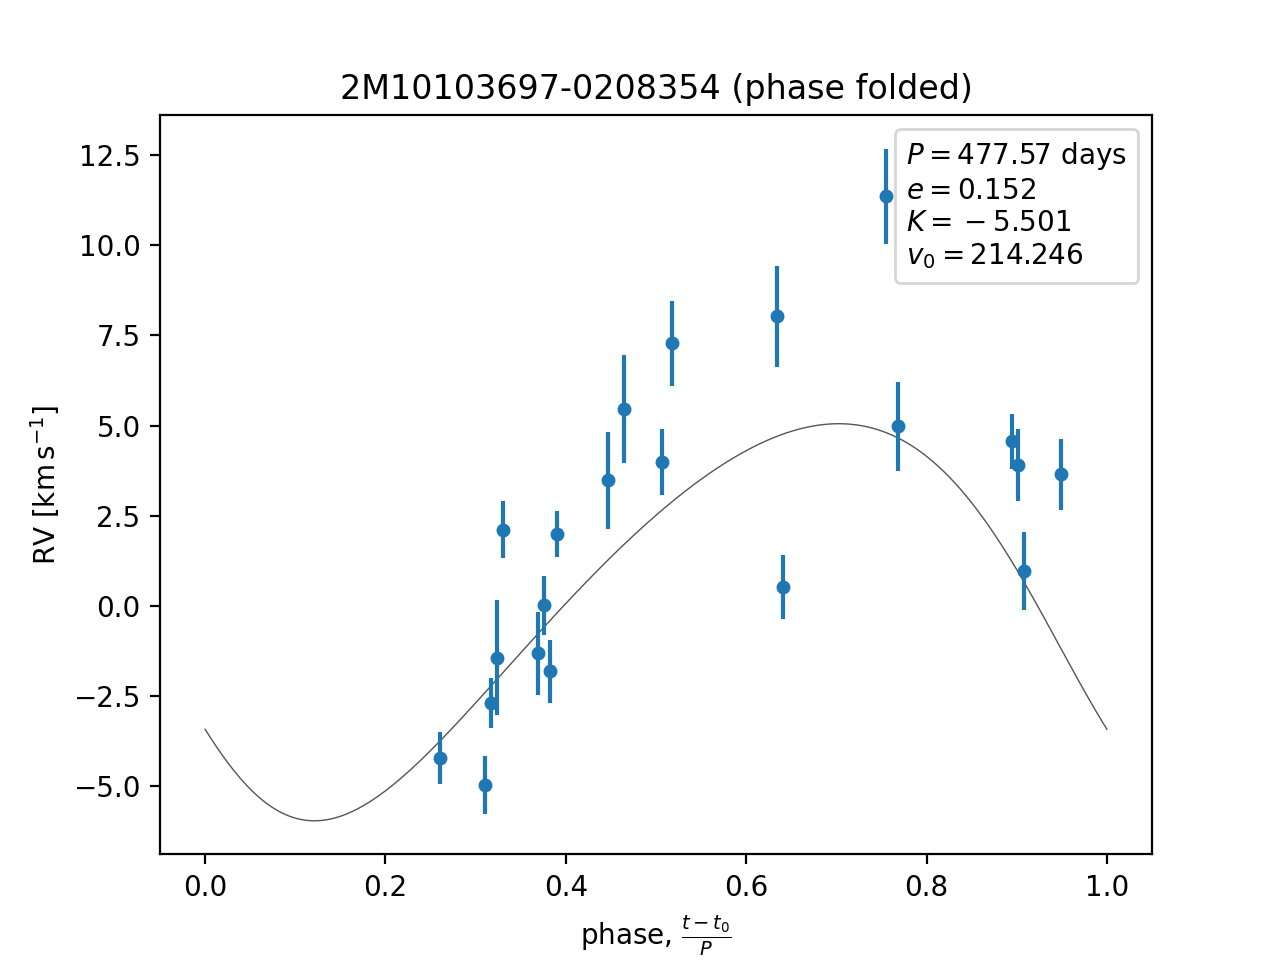 2M10103697-0208354 (phase folded)
P = 477.57 days
e = 0.152
K = −5.501
v₀ = 214.246
12.5
10.0
7.5
5.0
2.5
0.0
−2.5
−5.0
RV [km s⁻¹]
0.0 0.2 0.4 0.6 0.8 1.0
phase, (t − t₀)/P